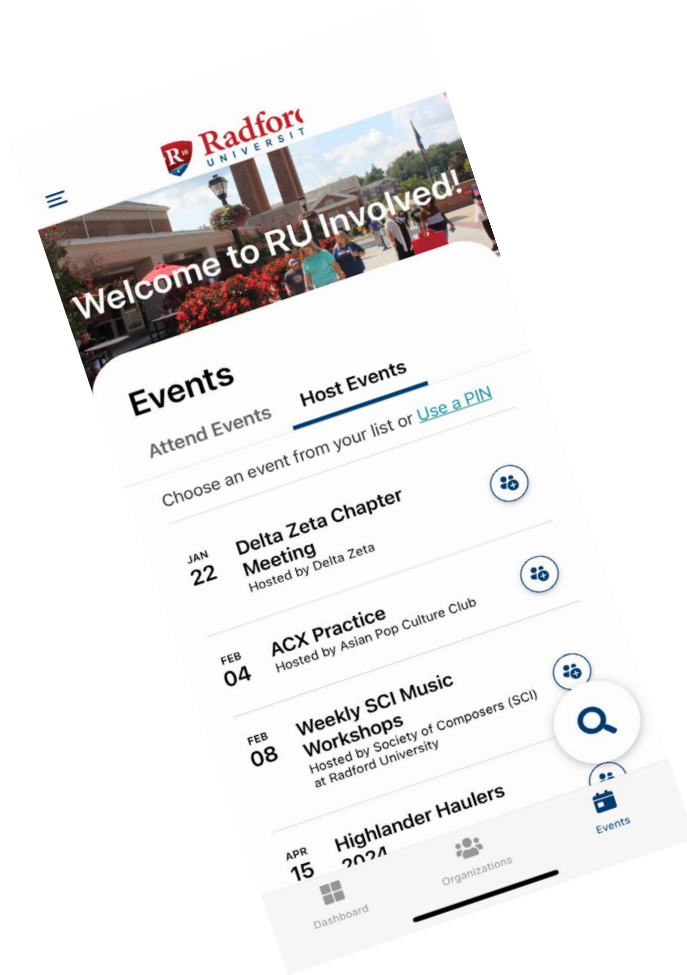 R
Radford
UNIVERSIT
Welcome to RU Involved!
Events
Attend Events
Host Events
Choose an event from your list or Use a PIN
JAN
22
Delta Zeta Chapter
Meeting
Hosted by Delta Zeta
FEB
04
ACX Practice
Hosted by Asian Pop Culture Club
FEB
08
Weekly SCI Music
Workshops
Hosted by Society of Composers (SCI)
at Radford University
APR
15
Highlander Haulers
2024
Dashboard
Organizations
Events